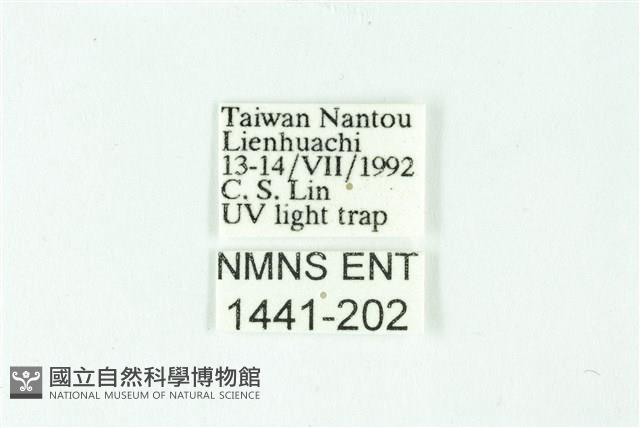 Taiwan Nantou
Lienhuachi
13-14/VII/1992
C. S. Lin
UV light trap
NMNS ENT
1441-202
國立自然科學博物館
NATIONAL MUSEUM OF NATURAL SCIENCE